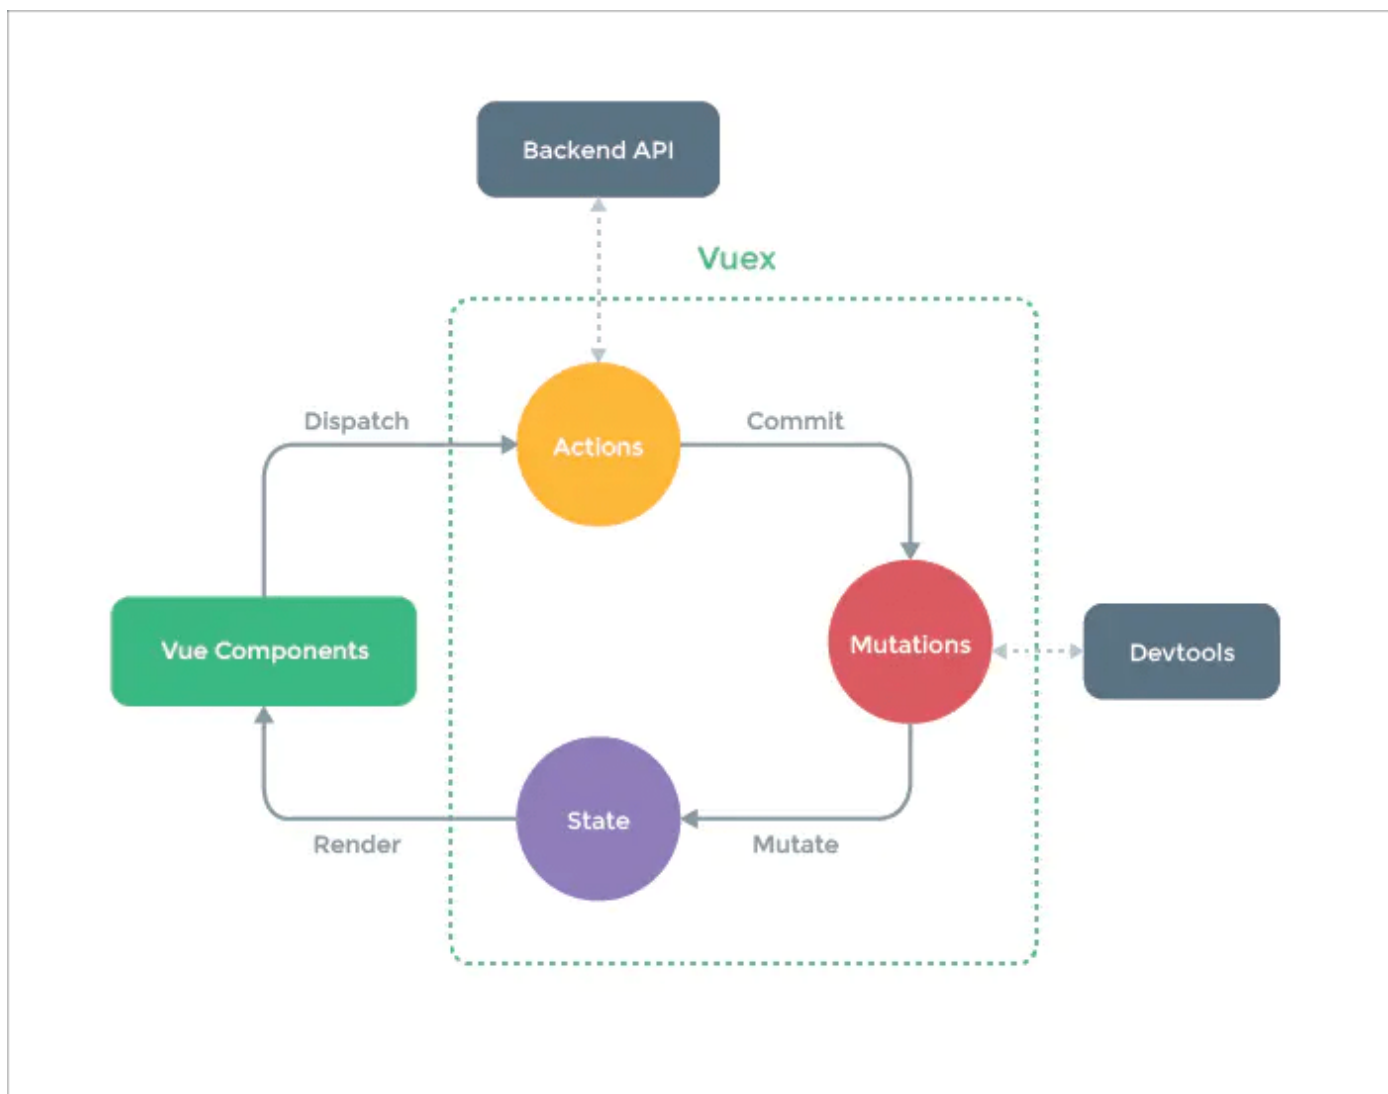 Backend API
Vuex
Dispatch
Commit
Actions
Vue Components
Mutations
Devtools
State
Render
Mutate